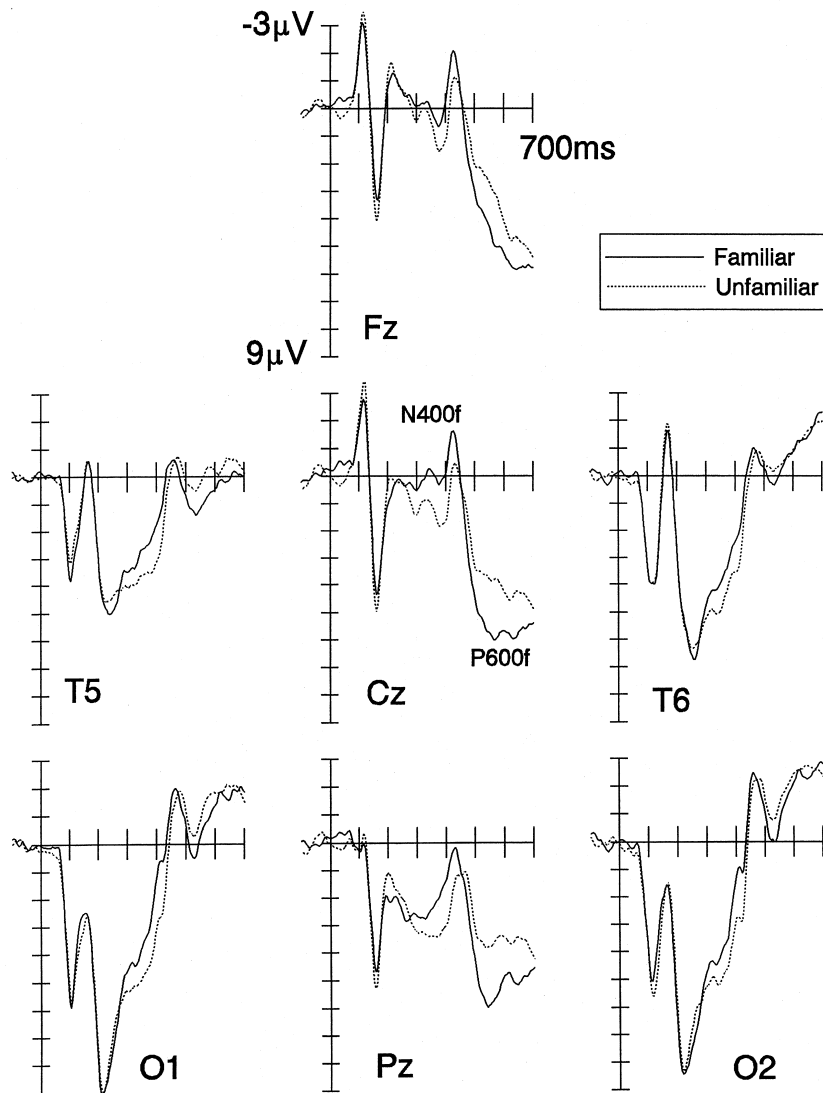 -3µV
700ms
Familiar
Unfamiliar
Fz
9µV
N400f
P600f
T5
Cz
T6
O1
Pz
O2